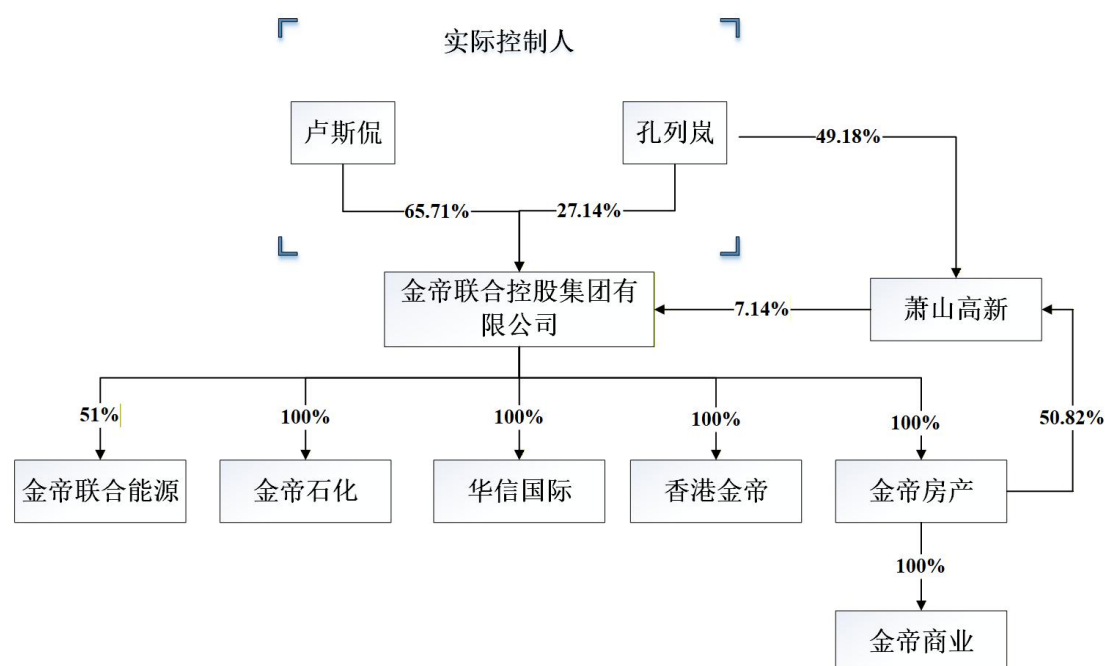 实际控制人
卢斯侃
孔列岚
49.18%
65.71%
27.14%
金帝联合控股集团有
限公司
7.14%
萧山高新
51%
100%
100%
100%
100%
50.82%
金帝联合能源
金帝石化
华信国际
香港金帝
金帝房产
100%
金帝商业